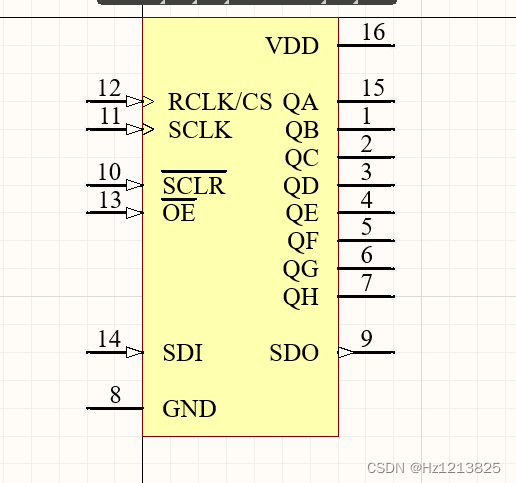 VDD 16
12 RCLK/CS QA 15
11 SCLK QB 1
QC 2
10 SCLR QD 3
13 OE QE 4
QF 5
QG 6
QH 7
14 SDI SDO 9
8 GND
CSDN @Hz1213825